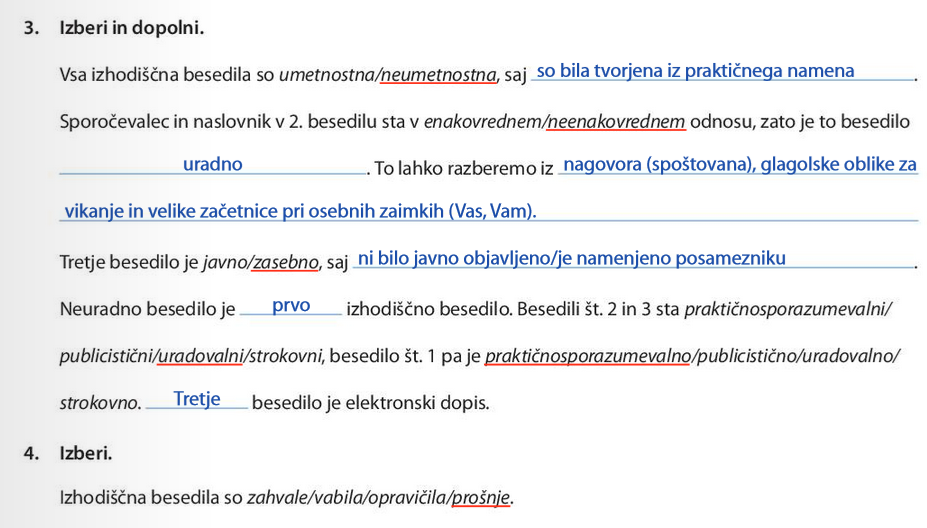 3. Izberi in dopolni.
Vsa izhodiščna besedila so umetnostna/neumetnostna, saj so bila tvorjena iz praktičnega namena.
Sporočevalec in naslovnik v 2. besedilu sta v enakovrednem/neenakovrednem odnosu, zato je to besedilo
uradno. To lahko razberemo iz nagovora (spoštovana), glagolske oblike za
vikanje in velike začetnice pri osebnih zaimkih (Vas, Vam).
Tretje besedilo je javno/zasebno, saj ni bilo javno objavljeno/je namenjeno posamezniku.
Neuradno besedilo je prvo izhodiščno besedilo. Besedili št. 2 in 3 sta praktičnosporazumevalni/
publicistični/uradovalni/strokovni, besedilo št. 1 pa je praktičnosporazumevalno/publicistično/uradovalno/
strokovno. Tretje besedilo je elektronski dopis.
4. Izberi.
Izhodiščna besedila so zahvale/vabila/opravičila/prošnje.